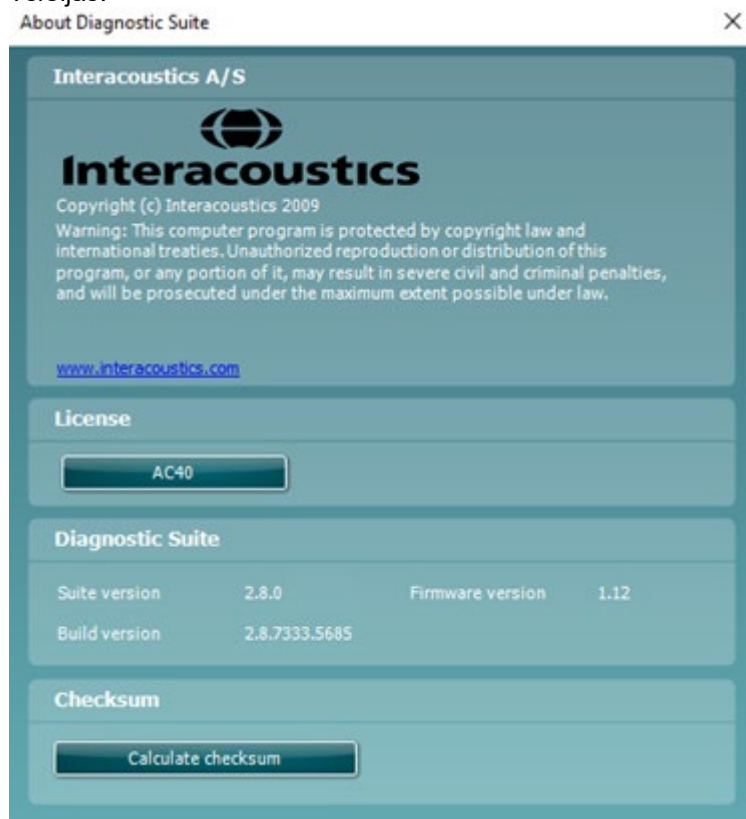 About Diagnostic Suite
Interacoustics A/S
Interacoustics
Copyright (c) Interacoustics 2009
Warning: This computer program is protected by copyright law and
international treaties. Unauthorized reproduction or distribution of this
program, or any portion of it, may result in severe civil and criminal penalties,
and will be prosecuted under the maximum extent possible under law.
www.interacoustics.com
License
AC40
Diagnostic Suite
Suite version 2.8.0 Firmware version 1.12
Build version 2.8.7333.5685
Checksum
Calculate checksum